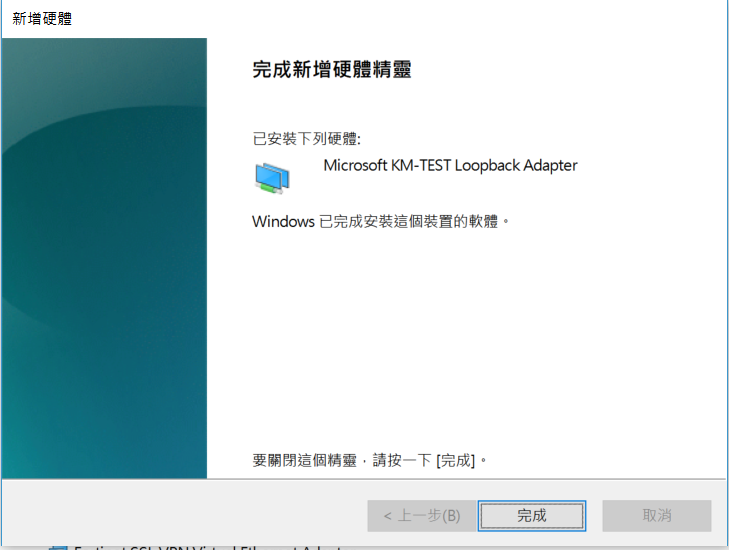 新增硬體
完成新增硬體精靈
已安裝下列硬體:
Microsoft KM-TEST Loopback Adapter
Windows 已完成安裝這個裝置的軟體。
要關閉這個精靈，請按一下 [完成]。
< 上一步(B)
完成
取消